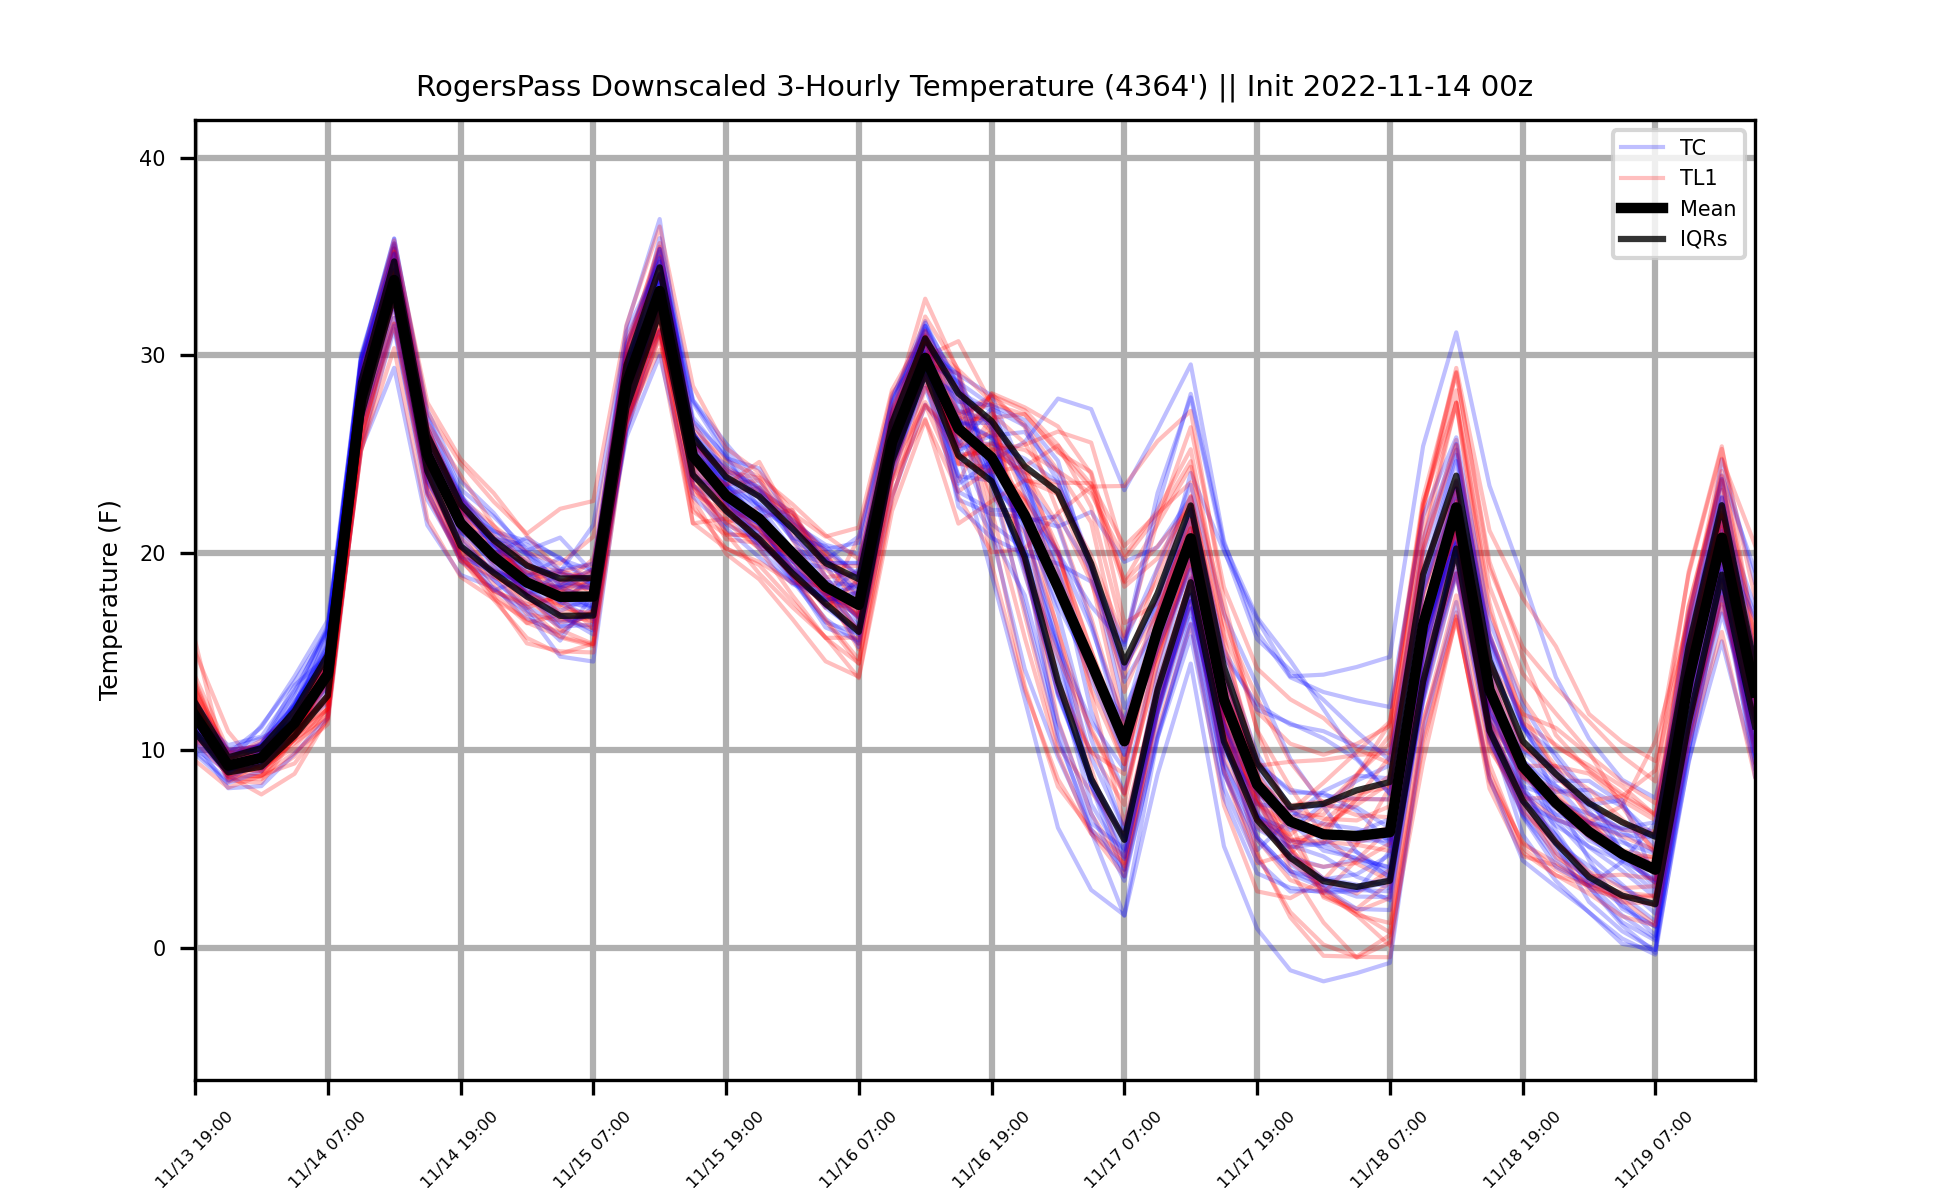 RogersPass Downscaled 3-Hourly Temperature (4364') || Init 2022-11-14 00z
TC
TL1
Mean
IQRs
Temperature (F)
40
30
20
10
0
11/13 19:00
11/14 07:00
11/14 19:00
11/15 07:00
11/15 19:00
11/16 07:00
11/16 19:00
11/17 07:00
11/17 19:00
11/18 07:00
11/18 19:00
11/19 07:00